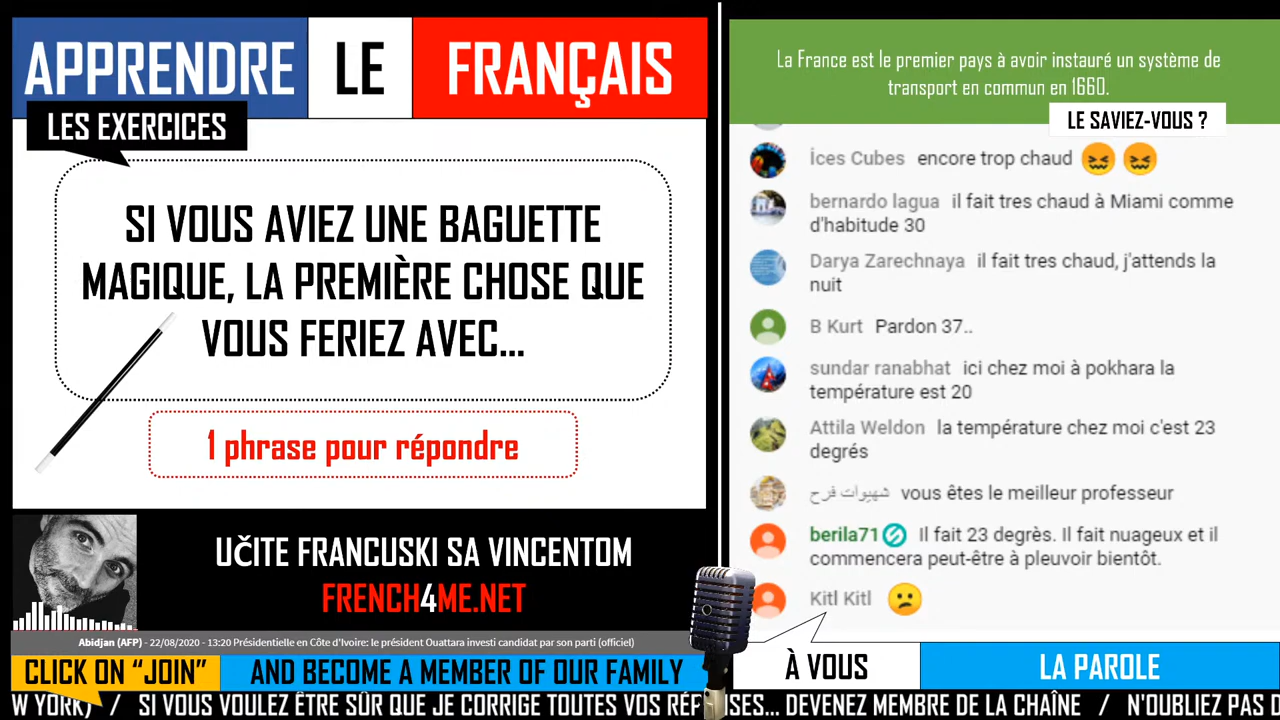 APPRENDRE LE FRANÇAIS
LES EXERCICES
SI VOUS AVIEZ UNE BAGUETTE
MAGIQUE, LA PREMIÈRE CHOSE QUE
VOUS FERIEZ AVEC...
1 phrase pour répondre
UČITE FRANCUSKI SA VINCENTOM
FRENCH4ME.NET
Abidjan (AFP) - 22/08/2020 - 13:20 Présidentielle en Côte d'Ivoire: le président Ouattara investi candidat par son parti (officiel)
CLICK ON “JOIN” AND BECOME A MEMBER OF OUR FAMILY
La France est le premier pays à avoir instauré un système de
transport en commun en 1660.
LE SAVIEZ-VOUS ?
İces Cubes encore trop chaud
bernardo lagua il fait tres chaud à Miami comme
d'habitude 30
Darya Zarechnaya il fait tres chaud, j'attends la
nuit
B Kurt Pardon 37..
sundar ranabhat ici chez moi à pokhara la
température est 20
Attila Weldon la température chez moi c'est 23
degrés
شهيوات فرح vous êtes le meilleur professeur
berila71 Il fait 23 degrès. Il fait nuageux et il
commencera peut-être à pleuvoir bientôt.
Kitl Kitl
À VOUS LA PAROLE
W YORK) / SI VOUS VOULEZ ÊTRE SÛR QUE JE CORRIGE TOUTES VOS RÉP SES... DEVENEZ MEMBRE DE LA CHAÎNE / N'OUBLIEZ PAS D